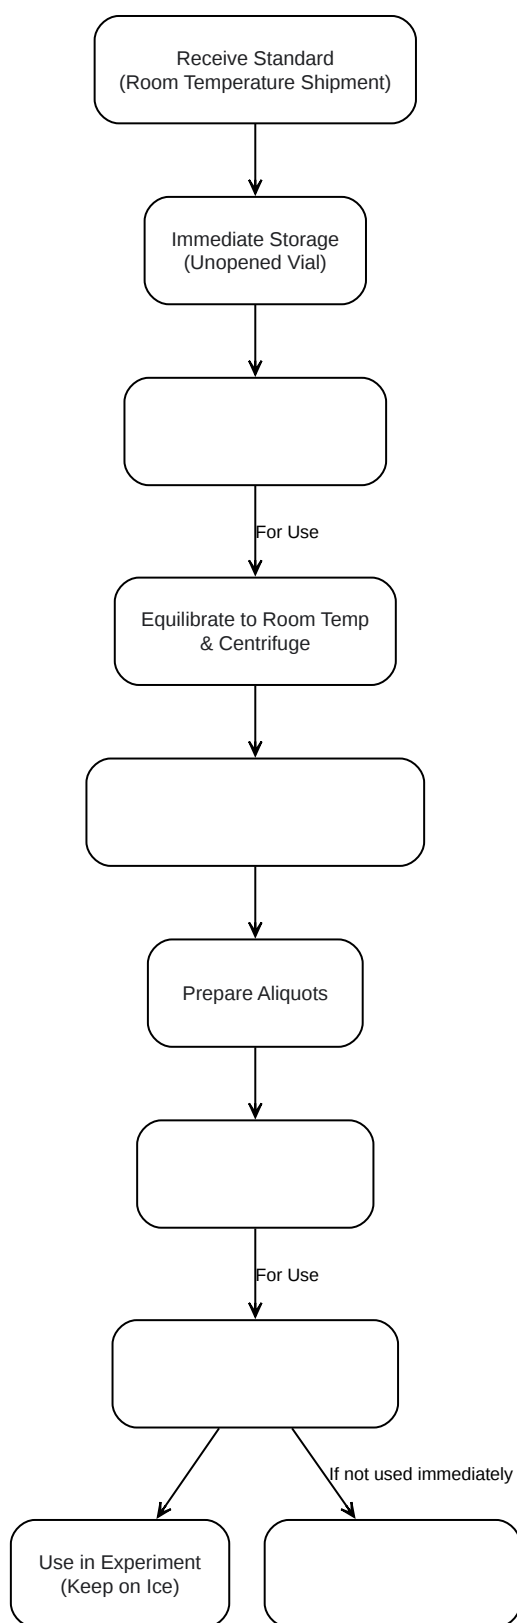 Receive Standard
(Room Temperature Shipment)
Immediate Storage
(Unopened Vial)
For Use
Equilibrate to Room Temp
& Centrifuge
Prepare Aliquots
For Use
If not used immediately
Use in Experiment
(Keep on Ice)